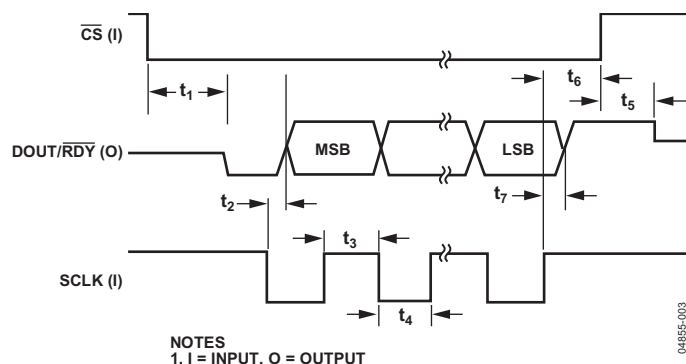 CS (I)
t1
t6
t5
DOUT/RDY (O)
MSB
LSB
t2
t7
t3
SCLK (I)
t4
NOTES
1. I = INPUT, O = OUTPUT
04855-003